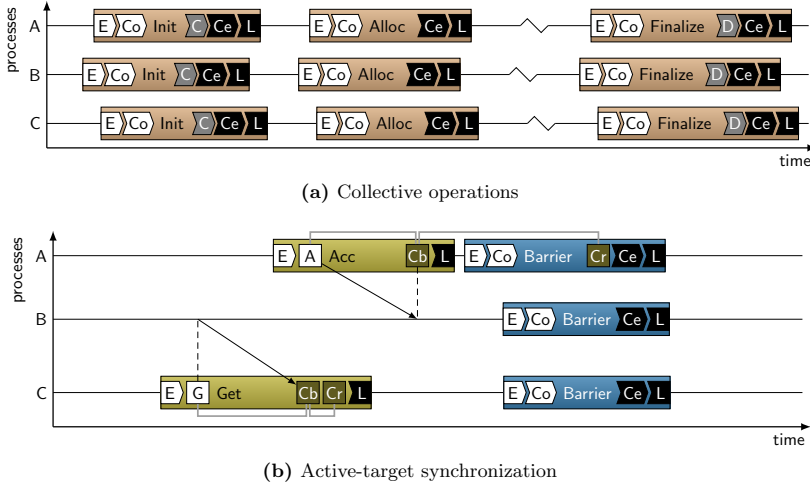 processes
A E Co Init C Ce L E Co Alloc Ce L E Co Finalize D Ce L
B E Co Init C Ce L E Co Alloc Ce L E Co Finalize D Ce L
C E Co Init C Ce L E Co Alloc Ce L E Co Finalize D Ce L
time
(a) Collective operations
processes
A E A Acc Cb L E Co Barrier Cr Ce L
B E Co Barrier Ce L
C E G Get Cb Cr L E Co Barrier Ce L
time
(b) Active-target synchronization